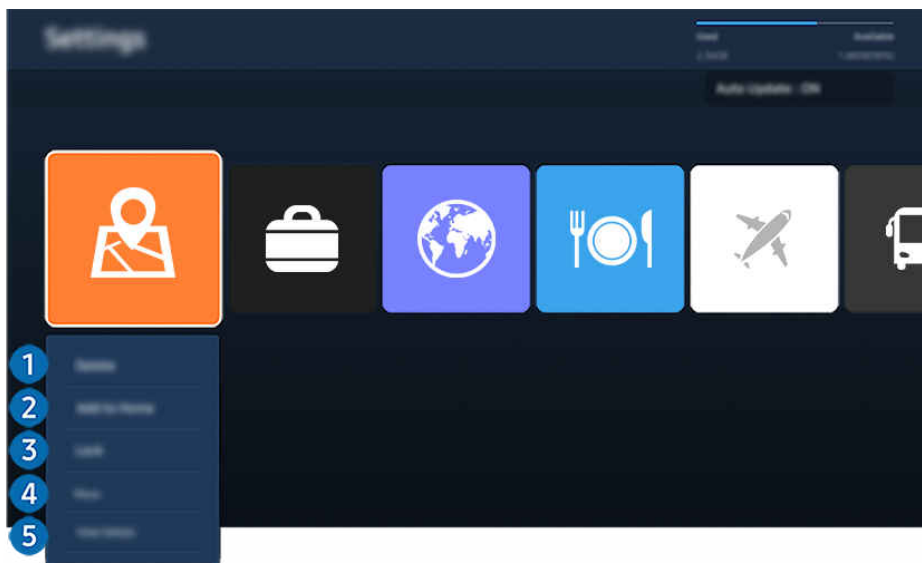 Settings
Used Available
Auto Update : ON
1 Delete
2 Add to Home
3 Lock
4 Move
5 View Details